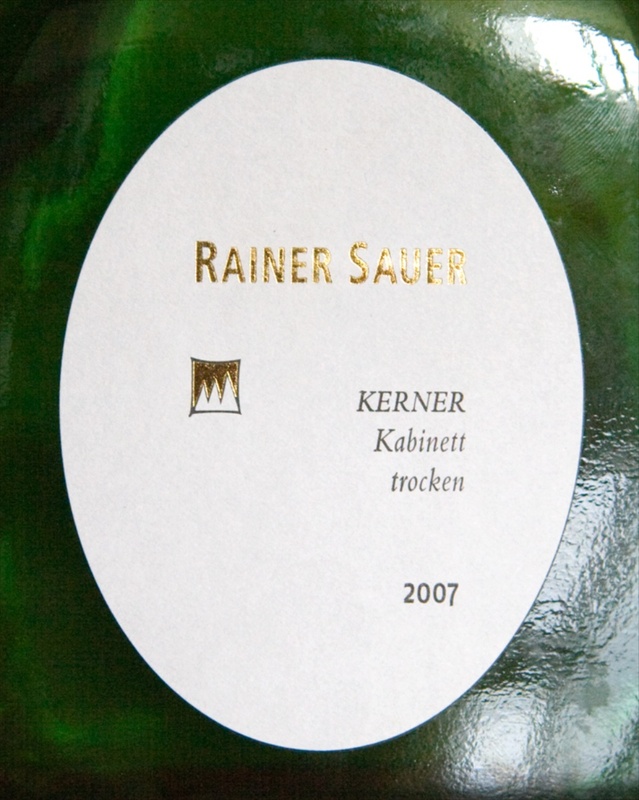 RAINER SAUER
KERNER
Kabinett
trocken
2007